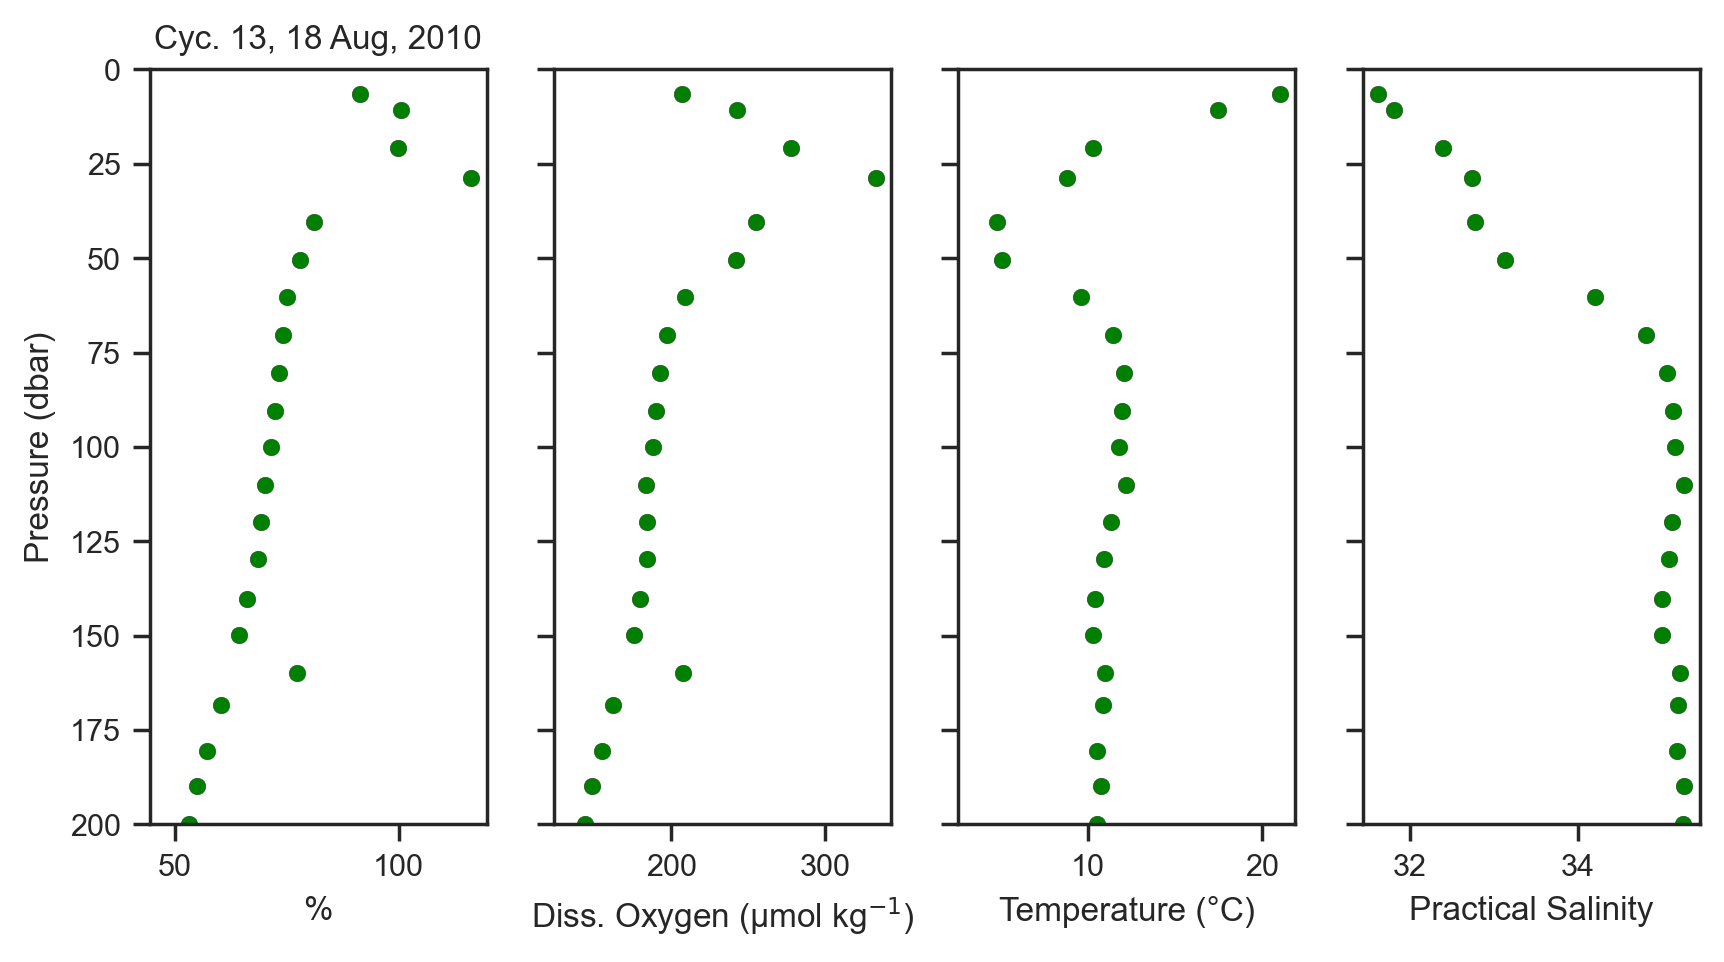 Cyc. 13, 18 Aug, 2010
0
25
50
75
100
125
150
175
200
Pressure (dbar)
50 100
%
200 300
Diss. Oxygen (μmol kg⁻¹)
10 20
Temperature (°C)
32 34
Practical Salinity